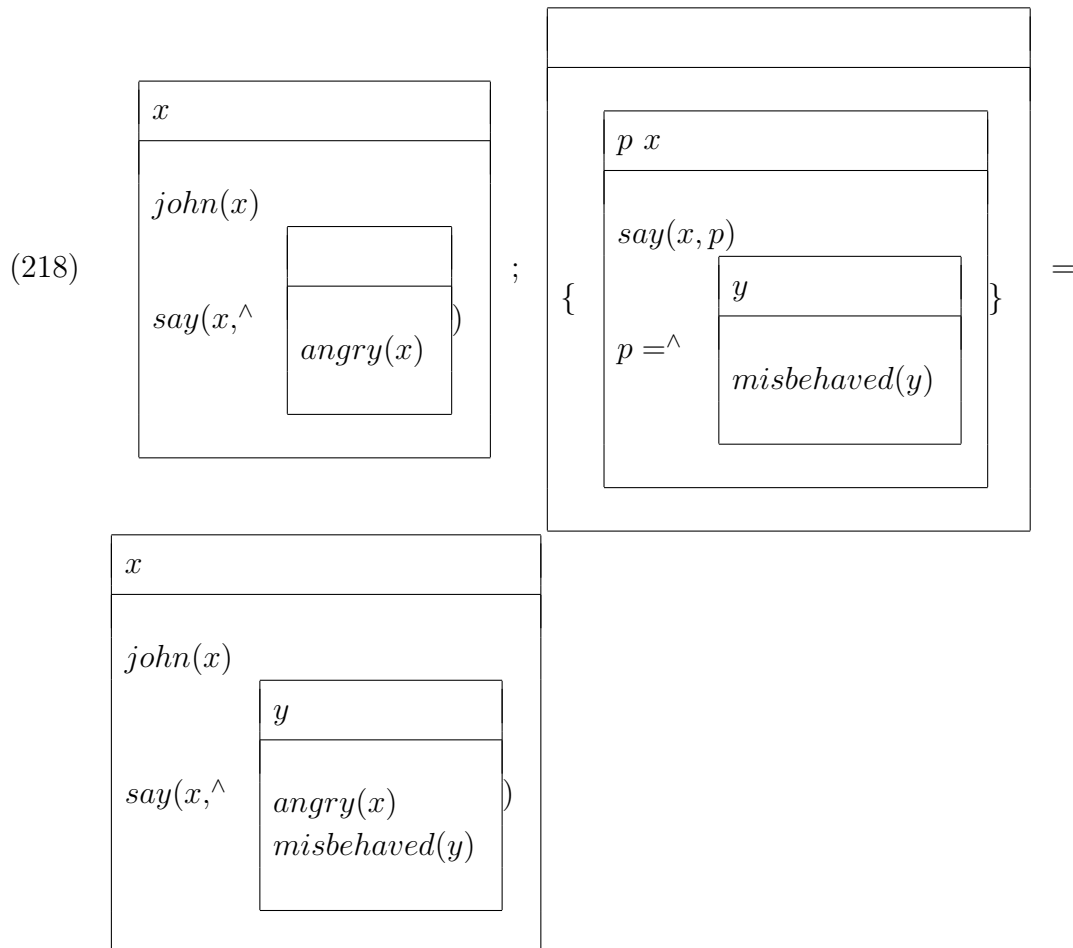 x
john(x)
(218)
say(x,^
angry(x)
)
;
{
p x
say(x, p)
p =^
y
misbehaved(y)
}
=
x
john(x)
say(x,^
y
angry(x)
misbehaved(y)
)